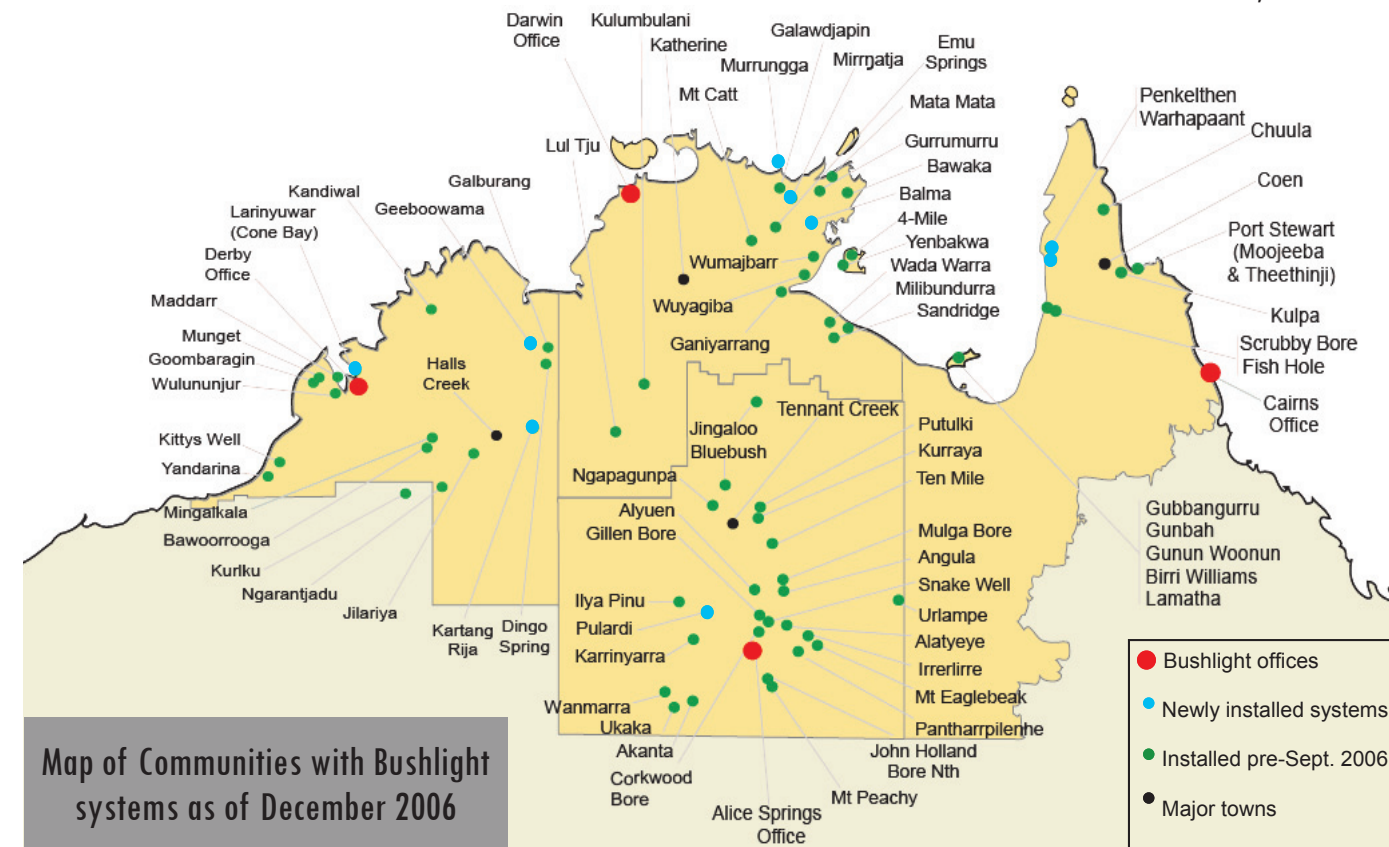 Darwin
Office
Kulumbulani
Katherine
Galawdjapin
Murrungga
Mirrŋatja
Emu
Springs
Mt Catt
Mata Mata
Penkelthen
Warhapaant
Chuula
Lul Tju
Gurrumurru
Bawaka
Kandiwal
Galburang
Coen
Larinyuwar
(Cone Bay)
Geeboowama
Balma
4-Mile
Port Stewart
(Moojeeba
& Theethinji)
Derby
Office
Yenbakwa
Wumajbarr
Wada Warra
Maddarr
Milibundurra
Wuyagiba
Sandridge
Kulpa
Munget
Ganiyarrang
Scrubby Bore
Fish Hole
Goombaragin
Halls
Creek
Wulununjur
Cairns
Office
Tennant Creek
Jingaloo
Bluebush
Putulki
Kittys Well
Kurraya
Yandarina
Ngapagunpa
Ten Mile
Mingalkala
Alyuen
Gubbangurru
Gunbah
Gunun Woonun
Birri Williams
Lamatha
Bawoorrooga
Gillen Bore
Mulga Bore
Angula
Kurlku
Snake Well
Ngarantjadu
Ilya Pinu
Jilariya
Urlampe
Kartang
Rija
Dingo
Spring
Pulardi
Alatyeye
Karrinyarra
Irrerlirre
Mt Eaglebeak
Wanmarra
Pantharrpilenhe
Ukaka
Akanta
John Holland
Bore Nth
Corkwood
Bore
Mt Peachy
Alice Springs
Office
Bushlight offices
Newly installed systems
Installed pre-Sept. 2006
Major towns
Map of Communities with Bushlight
systems as of December 2006